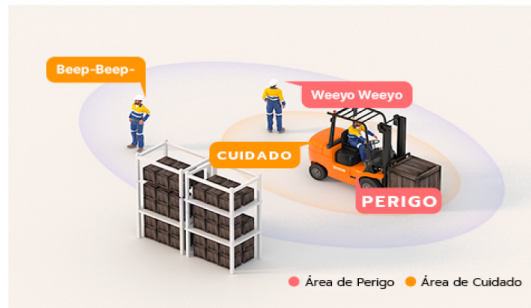 Beep-Beep-
Weeyo Weeyo
CUIDADO
PERIGO
Área de Perigo
Área de Cuidado